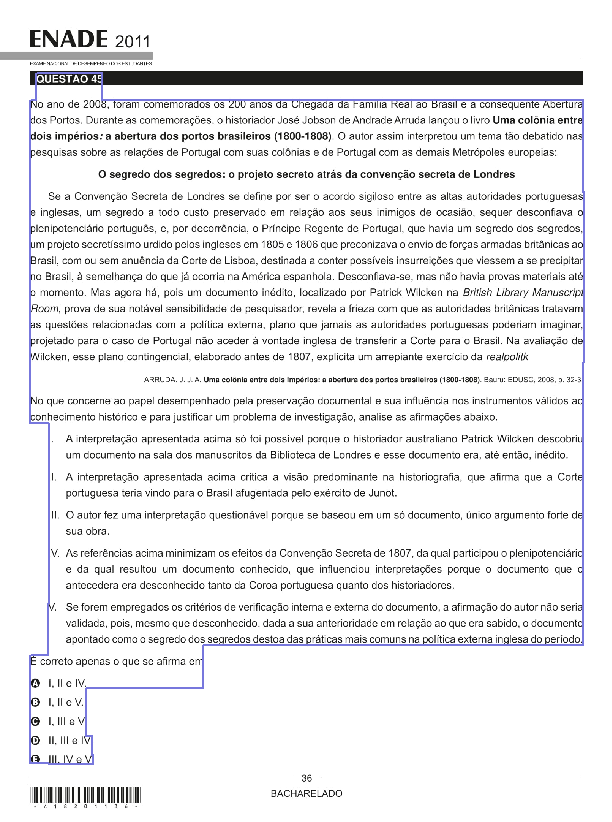 ENADE 2011
EXAME NACIONAL DE DESEMPENHO DOS ESTUDANTES
QUESTÃO 45
No ano de 2008, foram comemorados os 200 anos da Chegada da Família Real ao Brasil e a consequente Abertura
dos Portos. Durante as comemorações, o historiador José Jobson de Andrade Arruda lançou o livro Uma colônia entre
dois impérios: a abertura dos portos brasileiros (1800-1808). O autor assim interpretou um tema tão debatido nas
pesquisas sobre as relações de Portugal com suas colônias e de Portugal com as demais Metrópoles europeias:
O segredo dos segredos: o projeto secreto atrás da convenção secreta de Londres
Se a Convenção Secreta de Londres se define por ser o acordo sigiloso entre as altas autoridades portuguesas
e inglesas, um segredo a todo custo preservado em relação aos seus inimigos de ocasião, sequer desconfiava o
plenipotenciário português, e, por decorrência, o Príncipe Regente de Portugal, que havia um segredo dos segredos,
um projeto secretíssimo urdido pelos ingleses em 1805 e 1806 que preconizava o envio de forças armadas britânicas ao
Brasil, com ou sem anuência da Corte de Lisboa, destinada a conter possíveis insurreições que viessem a se precipitar
no Brasil, à semelhança do que já ocorria na América espanhola. Desconfiava-se, mas não havia provas materiais até
o momento. Mas agora há, pois um documento inédito, localizado por Patrick Wilcken na British Library Manuscript
Room, prova de sua notável sensibilidade de pesquisador, revela a frieza com que as autoridades britânicas tratavam
as questões relacionadas com a política externa, plano que jamais as autoridades portuguesas poderiam imaginar,
projetado para o caso de Portugal não aceder à vontade inglesa de transferir a Corte para o Brasil. Na avaliação de
Wilcken, esse plano contingencial, elaborado antes de 1807, explicita um arrepiante exercício da realpolitk
ARRUDA, J. J. A. Uma colônia entre dois impérios: a abertura dos portos brasileiros (1800-1808). Bauru: EDUSC, 2008, p. 32-3
No que concerne ao papel desempenhado pela preservação documental e sua influência nos instrumentos válidos ao
conhecimento histórico e para justificar um problema de investigação, analise as afirmações abaixo.
I. A interpretação apresentada acima só foi possível porque o historiador australiano Patrick Wilcken descobriu
um documento na sala dos manuscritos da Biblioteca de Londres e esse documento era, até então, inédito.
II. A interpretação apresentada acima critica a visão predominante na historiografia, que afirma que a Corte
portuguesa teria vindo para o Brasil afugentada pelo exército de Junot.
III. O autor fez uma interpretação questionável porque se baseou em um só documento, único argumento forte de
sua obra.
IV. As referências acima minimizam os efeitos da Convenção Secreta de 1807, da qual participou o plenipotenciário
e da qual resultou um documento conhecido, que influenciou interpretações porque o documento que o
antecedera era desconhecido tanto da Coroa portuguesa quanto dos historiadores.
V. Se forem empregados os critérios de verificação interna e externa do documento, a afirmação do autor não seria
validada, pois, mesmo que desconhecido, dada a sua anterioridade em relação ao que era sabido, o documento
apontado como o segredo dos segredos destoa das práticas mais comuns na política externa inglesa do período.
É correto apenas o que se afirma em
A I, II e IV.
B I, II e V.
C I, III e V
D II, III e IV
E III, IV e V
36
BACHARELADO